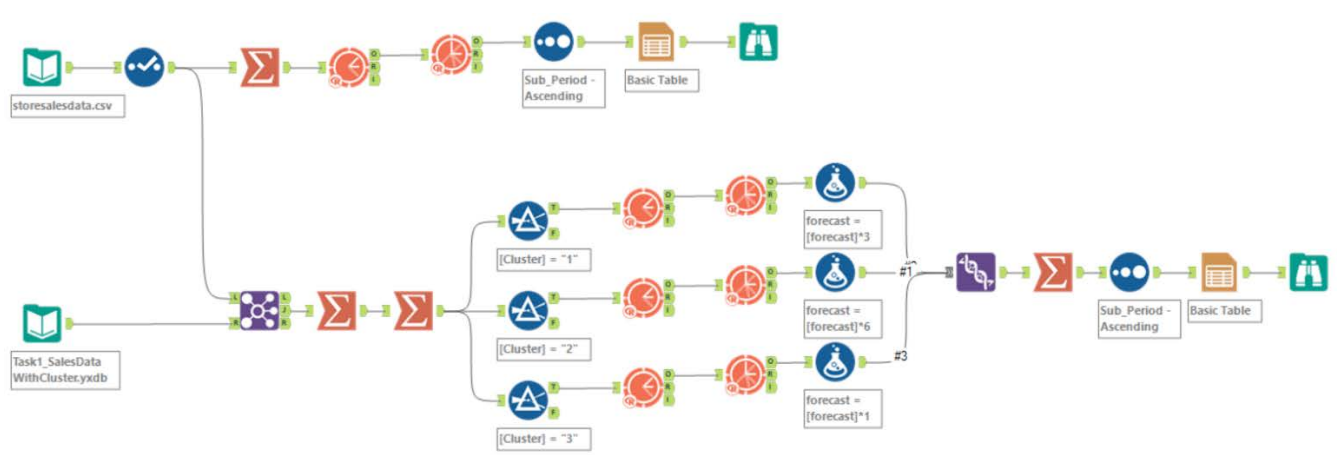 storesalesdata.csv
O
R
I
O
R
I
Sub_Period -
Ascending
Basic Table
T
F
[Cluster] = "1"
O
R
I
O
R
I
forecast =
[forecast]*3
T
F
[Cluster] = "2"
O
R
I
O
R
I
forecast =
[forecast]*6
#1
Sub_Period -
Ascending
Basic Table
L
R
L
J
R
Task1_SalesData
WithCluster.yxdb
T
F
[Cluster] = "3"
O
R
I
O
R
I
forecast =
[forecast]*1
#3